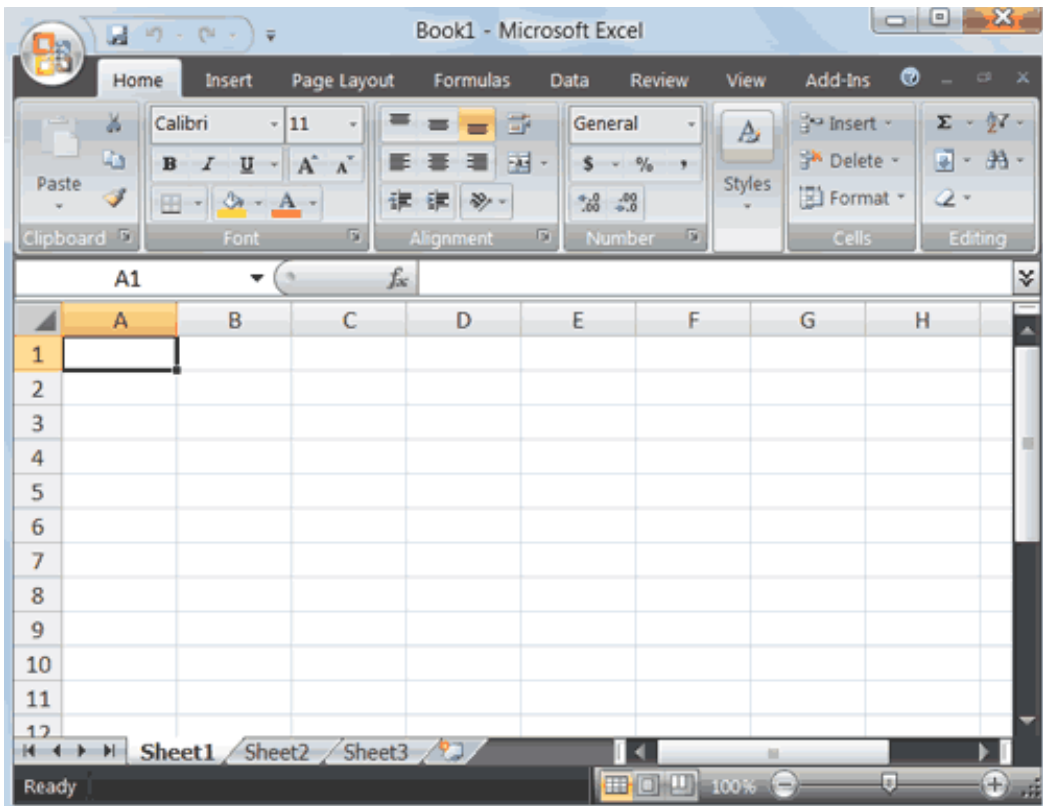 Book1 - Microsoft Excel
Home Insert Page Layout Formulas Data Review View Add-Ins
Calibri 11 General Insert Σ
B I U A A $ % , Delete
Paste Styles
A Format
Clipboard Font Alignment Number Cells Editing
A1 fx
A B C D E F G H
1
2
3
4
5
6
7
8
9
10
11
12
Sheet1 Sheet2 Sheet3
Ready 100%